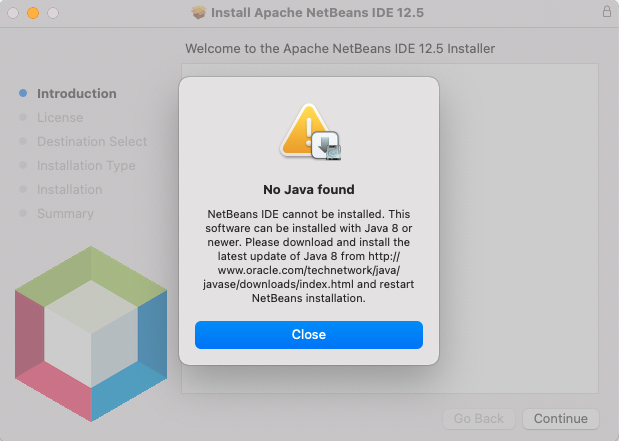 Install Apache NetBeans IDE 12.5
Welcome to the Apache NetBeans IDE 12.5 Installer
Introduction
License
Destination Select
Installation Type
Installation
Summary
No Java found
NetBeans IDE cannot be installed. This
software can be installed with Java 8 or
newer. Please download and install the
latest update of Java 8 from http://
www.oracle.com/technetwork/java/
javase/downloads/index.html and restart
NetBeans installation.
Close
Go Back
Continue